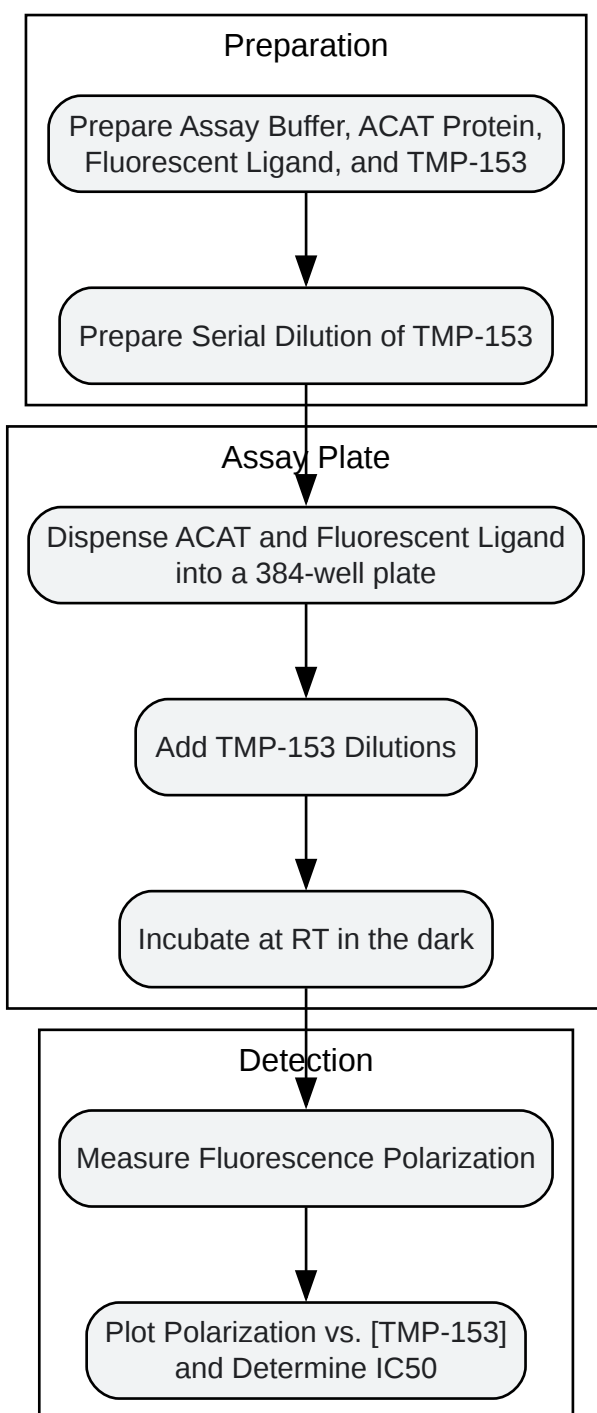 Preparation
Prepare Assay Buffer, ACAT Protein,
Fluorescent Ligand, and TMP-153
Prepare Serial Dilution of TMP-153
Assay Plate
Dispense ACAT and Fluorescent Ligand
into a 384-well plate
Add TMP-153 Dilutions
Incubate at RT in the dark
Detection
Measure Fluorescence Polarization
Plot Polarization vs. [TMP-153]
and Determine IC50